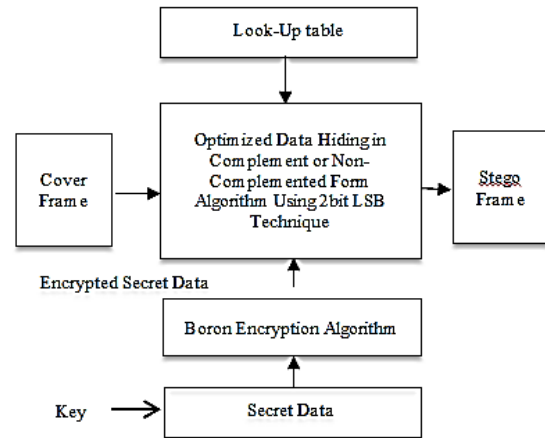 Look-Up table
Optimized Data Hiding in
Complement or Non-
Complemented Form
Algorithm Using 2bit LSB
Technique
Cover
Frame
Stego
Frame
Encrypted Secret Data
Boron Encryption Algorithm
Key
Secret Data